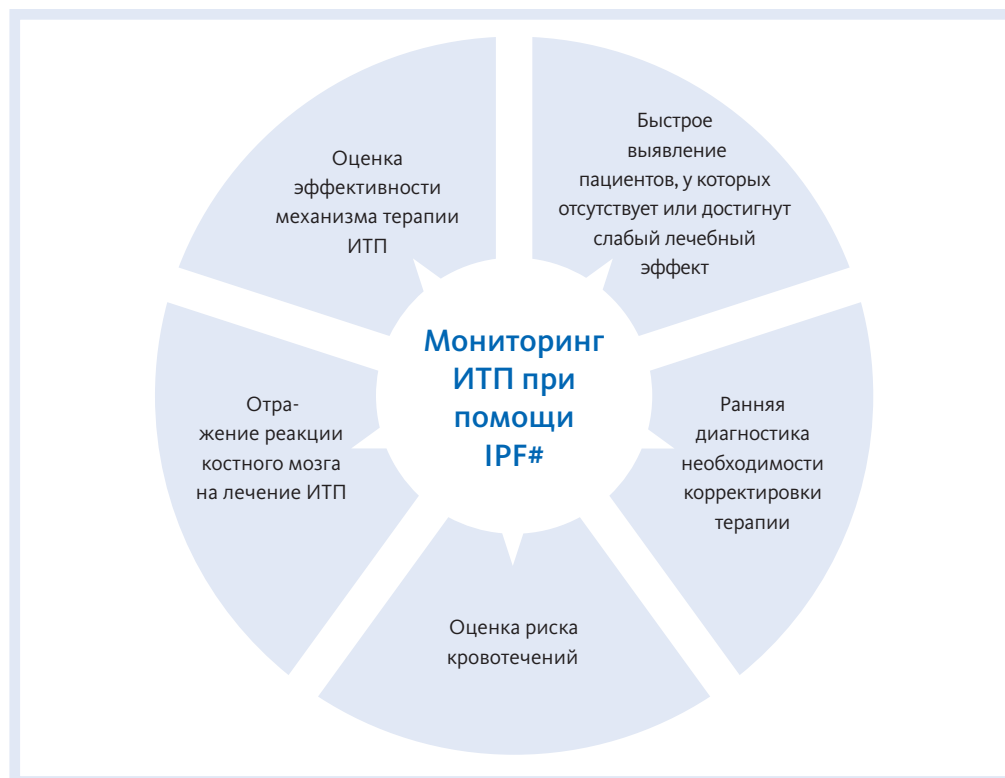 Оценка
эффективности
механизма терапии
ИТП
Быстрое
выявление
пациентов, у которых
отсутствует или достигнут
слабый лечебный
эффект
Мониторинг
ИТП при
помощи
IPF#
Отра-
жение реакции
костного мозга
на лечение ИТП
Ранняя
диагностика
необходимости
корректировки
терапии
Оценка риска
кровотечений